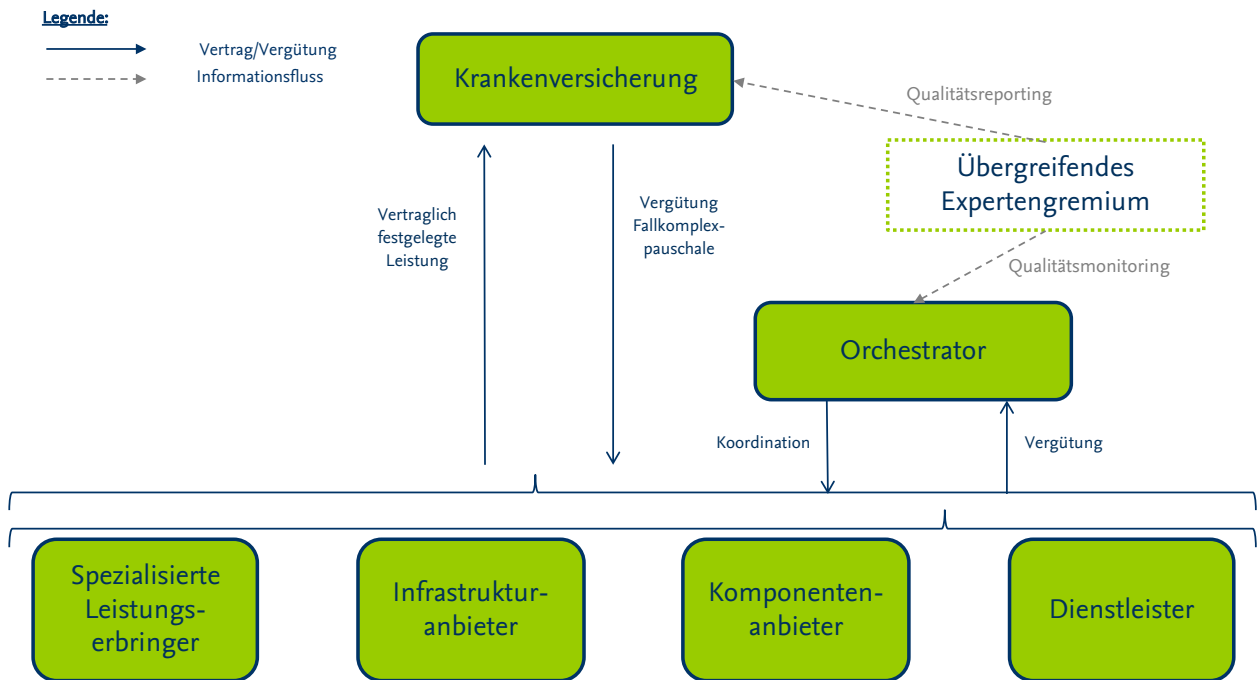 Legende:
Vertrag/Vergütung
Informationsfluss
Krankenversicherung
Qualitätsreporting
Übergreifendes
Expertengremium
Vertraglich
festgelegte
Leistung
Vergütung
Fallkomplex-
pauschale
Qualitätsmonitoring
Orchestrator
Koordination
Vergütung
Spezialisierte
Leistungs-
erbringer
Infrastruktur-
anbieter
Komponenten-
anbieter
Dienstleister